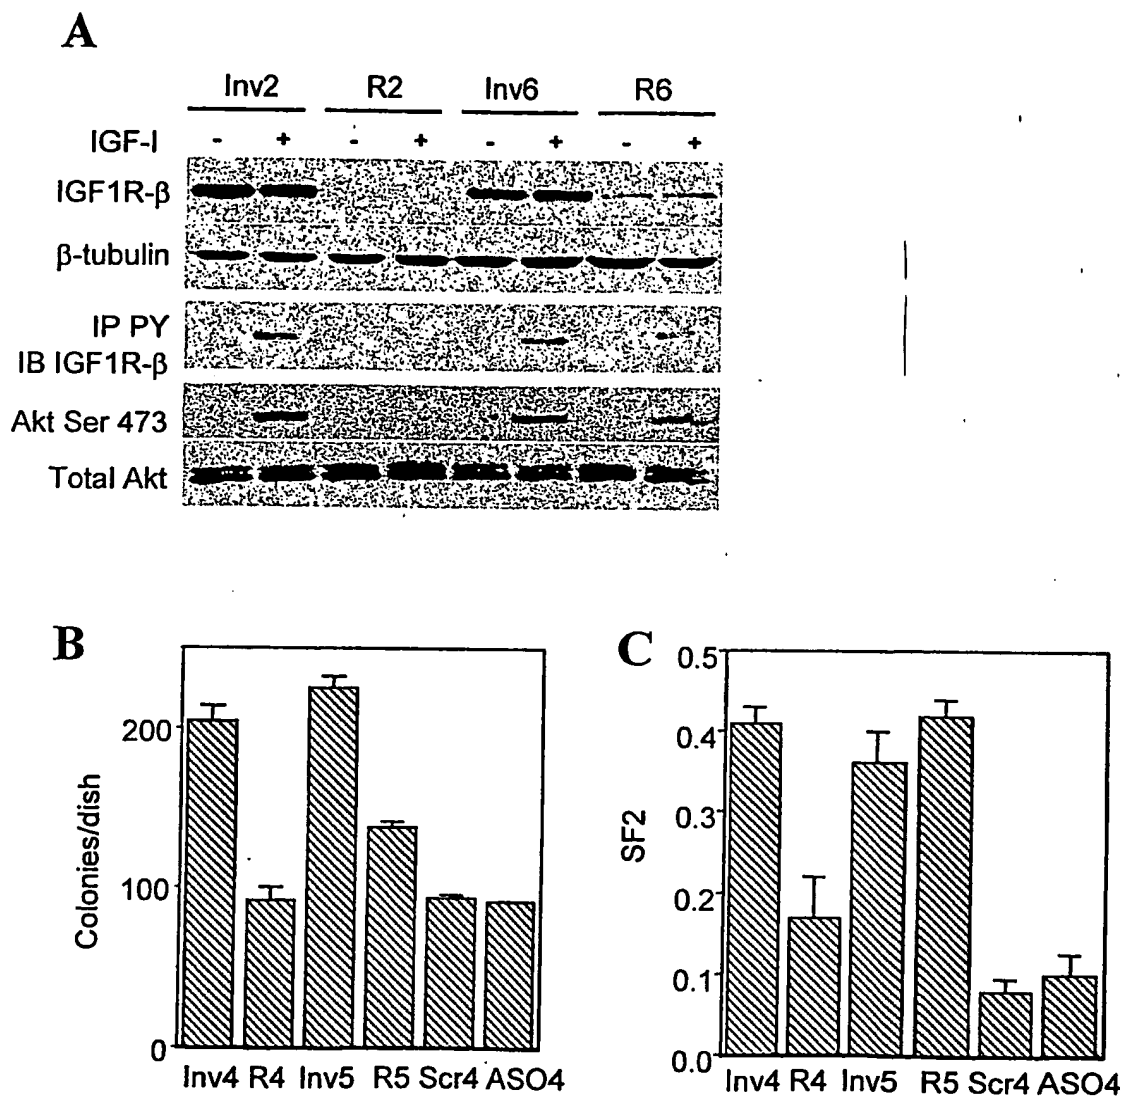 A
Inv2 R2 Inv6 R6
IGF-I - + - + - + - +
IGF1R-β
β-tubulin
IP PY
IB IGF1R-β
Akt Ser 473
Total Akt
B
Colonies/dish
200
100
0
Inv4 R4 Inv5 R5 Scr4 ASO4
C
SF2
0.5
0.4
0.3
0.2
0.1
0.0
Inv4 R4 Inv5 R5 Scr4 ASO4